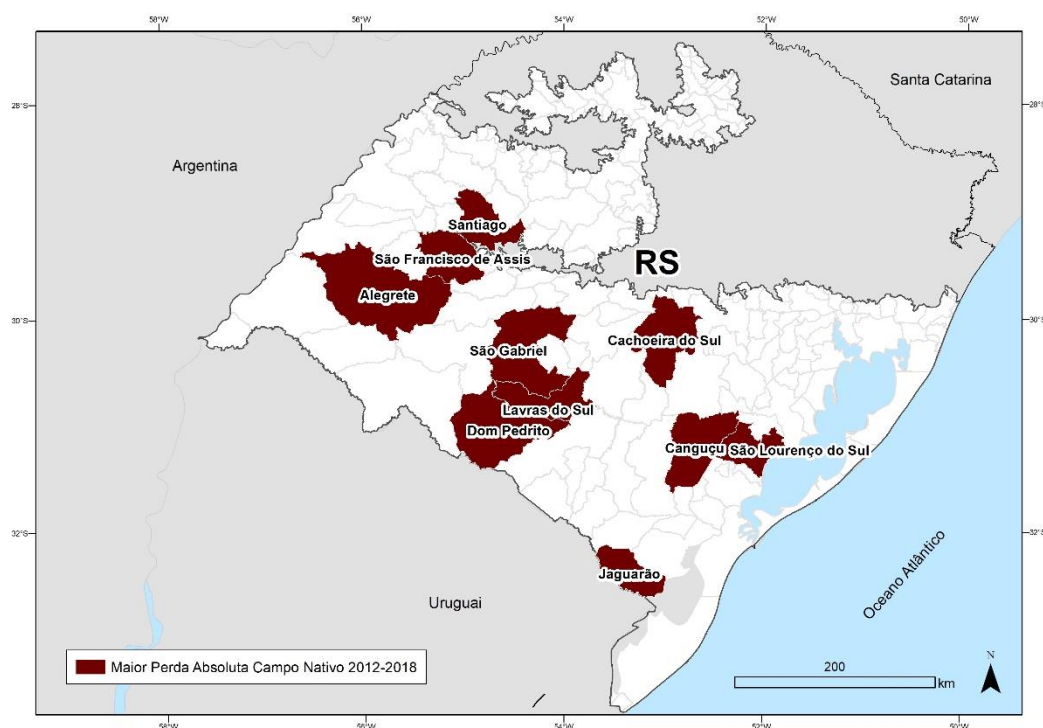 58°W 56°W 54°W 52°W 50°W
Santa Catarina
28°S 28°S
Argentina
Santiago
São Francisco de Assis
RS
Alegrete
30°S 30°S
Cachoeira do Sul
São Gabriel
Lavras do Sul
Dom Pedrito
Canguçu São Lourenço do Sul
32°S 32°S
Jaguarão
Oceano Atlântico
Uruguai
Maior Perda Absoluta Campo Nativo 2012-2018
200
km
N
58°W 56°W 54°W 52°W 50°W